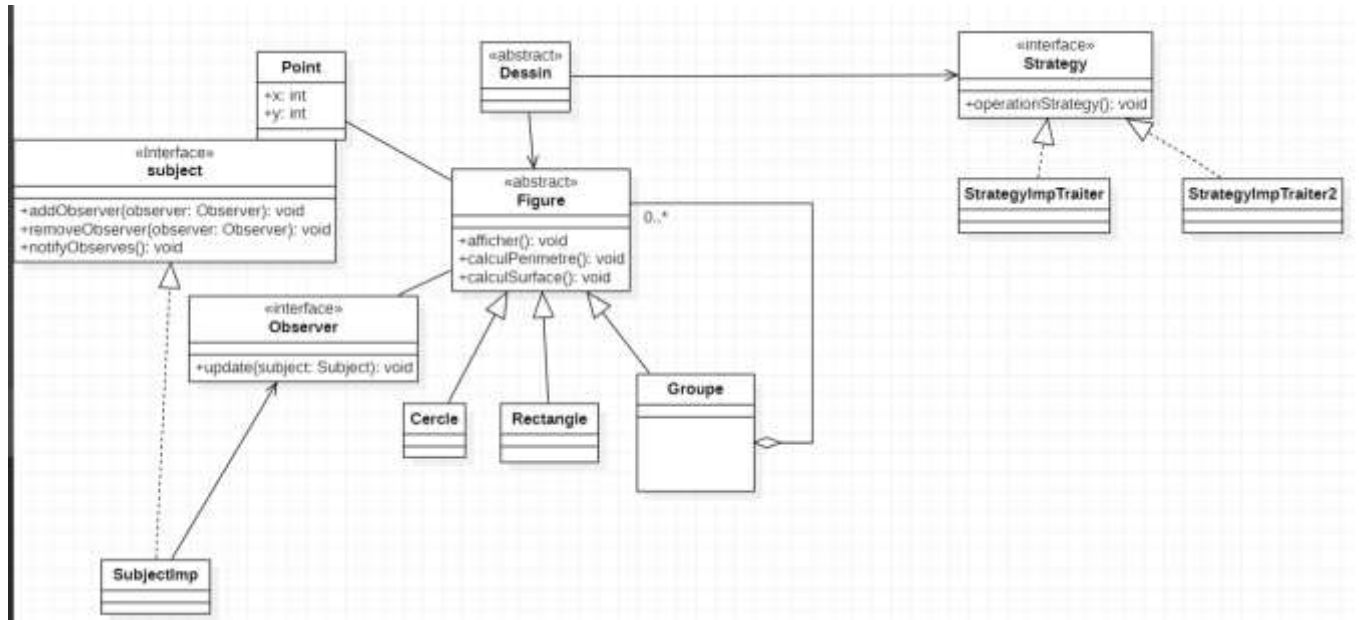 Point
+x: int
+y: int
«Interface»
subject
+addObserver(observer: Observer): void
+removeObserver(observer: Observer): void
+notifyObserves(): void
«interface»
Observer
+update(subject: Subject): void
SubjectImp
«abstract»
Dessin
«abstract»
Figure
+afficher(): void
+calculPerimetre(): void
+calculSurface(): void
0..*
Cercle
Rectangle
Groupe
«interface»
Strategy
+operationStrategy(): void
StrategyImpTraiter
StrategyImpTraiter2